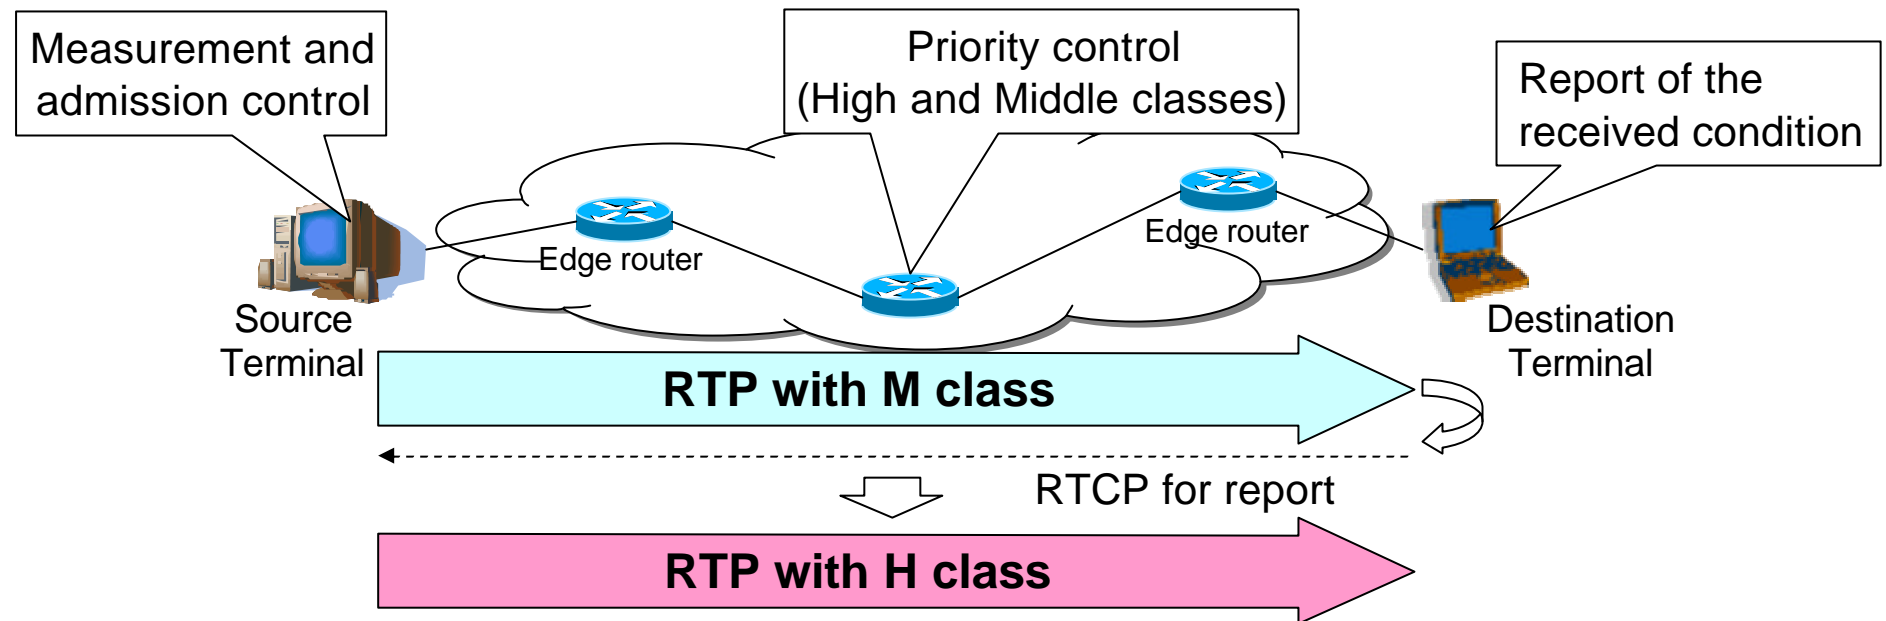 Measurement and
admission control
Priority control
(High and Middle classes)
Report of the
received condition
Edge router
Edge router
Source
Terminal
Destination
Terminal
RTP with M class
RTCP for report
RTP with H class